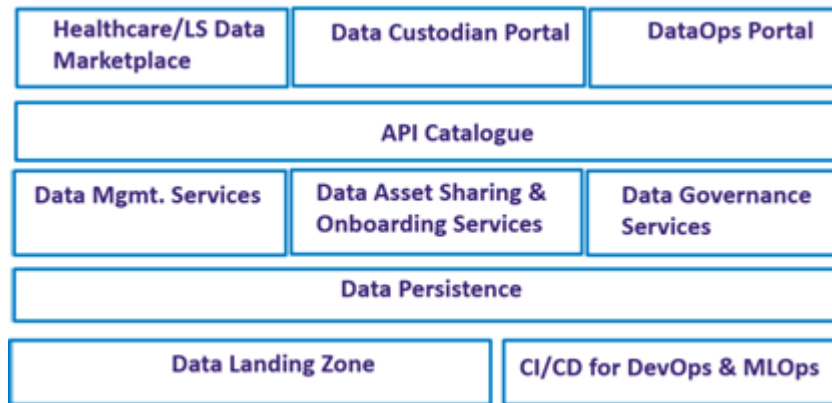 Healthcare/LS Data
Marketplace
Data Custodian Portal
DataOps Portal
API Catalogue
Data Mgmt. Services
Data Asset Sharing &
Onboarding Services
Data Governance
Services
Data Persistence
Data Landing Zone
CI/CD for DevOps & MLOps